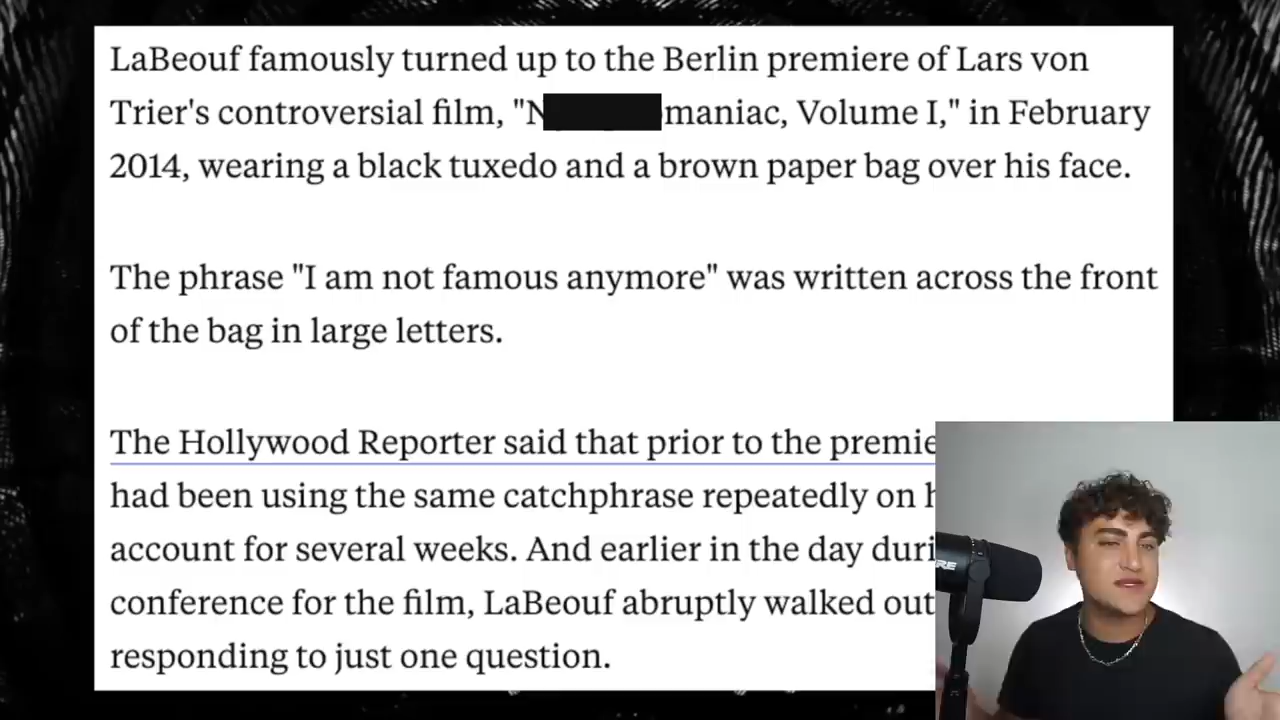 LaBeouf famously turned up to the Berlin premiere of Lars von
Trier's controversial film, "N maniac, Volume I," in February
2014, wearing a black tuxedo and a brown paper bag over his face.
The phrase "I am not famous anymore" was written across the front
of the bag in large letters.
The Hollywood Reporter said that prior to the premie
had been using the same catchphrase repeatedly on h
account for several weeks. And earlier in the day duri
conference for the film, LaBeouf abruptly walked out
responding to just one question.
RE